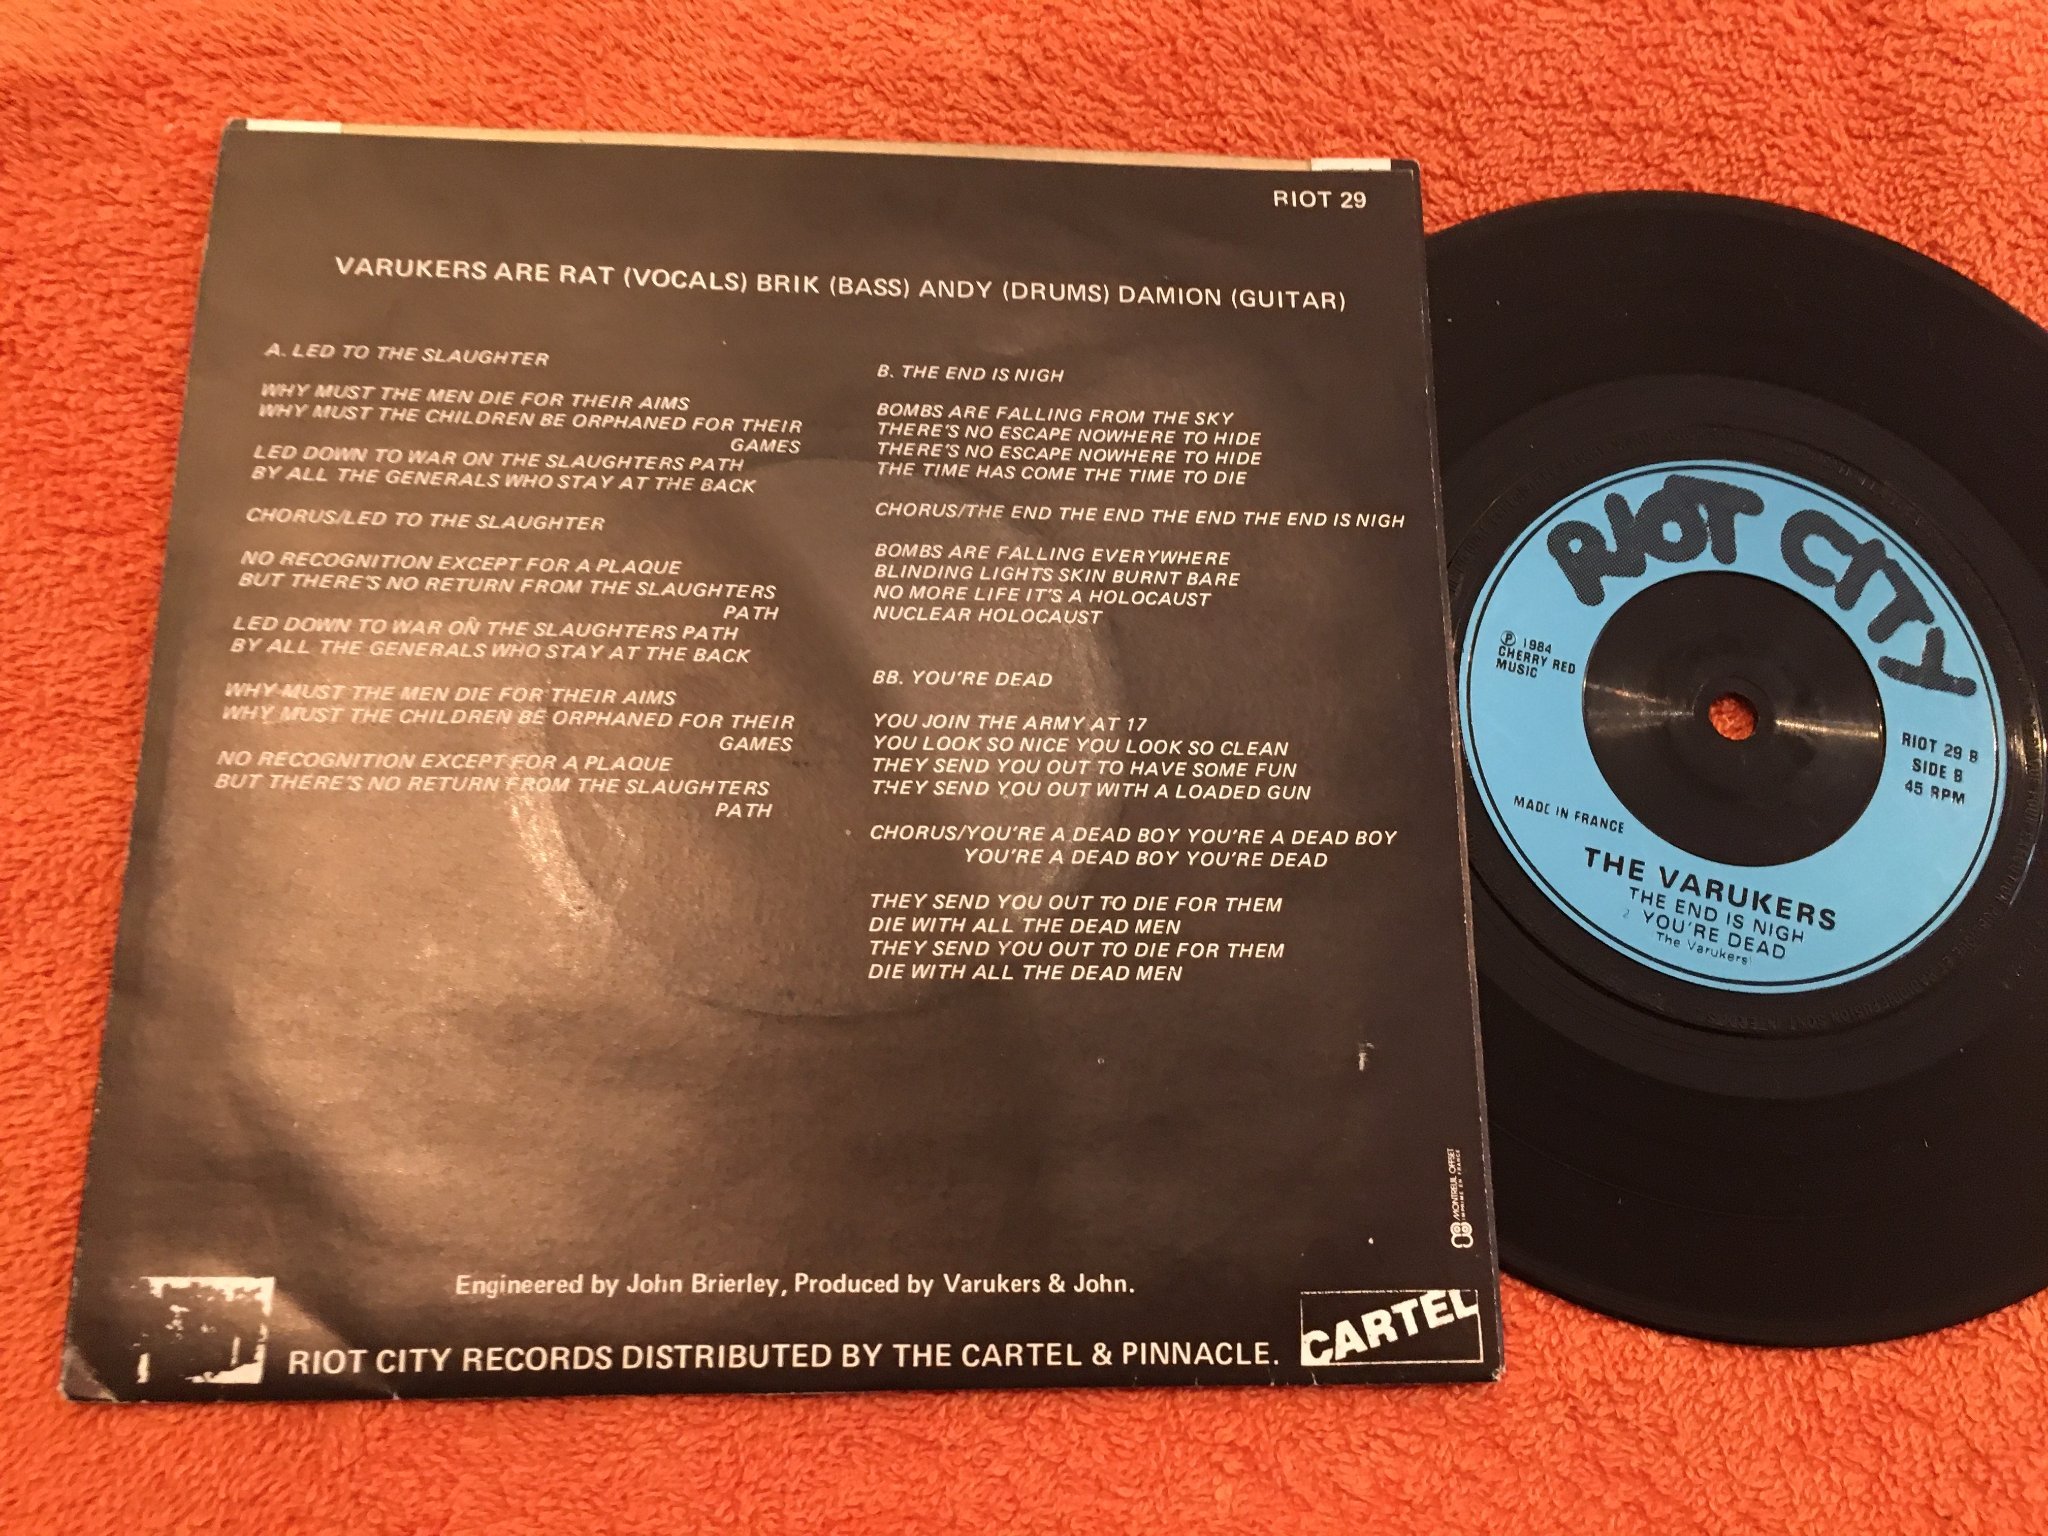 RIOT 29
VARUKERS ARE RAT (VOCALS) BRIK (BASS) ANDY (DRUMS) DAMION (GUITAR)
A. LED TO THE SLAUGHTER
WHY MUST THE MEN DIE FOR THEIR AIMS
WHY MUST THE CHILDREN BE ORPHANED FOR THEIR
GAMES
LED DOWN TO WAR ON THE SLAUGHTERS PATH
BY ALL THE GENERALS WHO STAY AT THE BACK
CHORUS/LED TO THE SLAUGHTER
NO RECOGNITION EXCEPT FOR A PLAQUE
BUT THERE'S NO RETURN FROM THE SLAUGHTERS
PATH
LED DOWN TO WAR ON THE SLAUGHTERS PATH
BY ALL THE GENERALS WHO STAY AT THE BACK
WHY MUST THE MEN DIE FOR THEIR AIMS
WHY MUST THE CHILDREN BE ORPHANED FOR THEIR
GAMES
NO RECOGNITION EXCEPT FOR A PLAQUE
BUT THERE'S NO RETURN FROM THE SLAUGHTERS
PATH
B. THE END IS NIGH
BOMBS ARE FALLING FROM THE SKY
THERE'S NO ESCAPE NOWHERE TO HIDE
THERE'S NO ESCAPE NOWHERE TO HIDE
THE TIME HAS COME THE TIME TO DIE
CHORUS/THE END THE END THE END THE END IS NIGH
BOMBS ARE FALLING EVERYWHERE
BLINDING LIGHTS SKIN BURNT BARE
NO MORE LIFE IT'S A HOLOCAUST
NUCLEAR HOLOCAUST
BB. YOU'RE DEAD
YOU JOIN THE ARMY AT 17
YOU LOOK SO NICE YOU LOOK SO CLEAN
THEY SEND YOU OUT TO HAVE SOME FUN
THEY SEND YOU OUT WITH A LOADED GUN
CHORUS/YOU'RE A DEAD BOY YOU'RE A DEAD BOY
YOU'RE A DEAD BOY YOU'RE DEAD
THEY SEND YOU OUT TO DIE FOR THEM
DIE WITH ALL THE DEAD MEN
THEY SEND YOU OUT TO DIE FOR THEM
DIE WITH ALL THE DEAD MEN
MONTREUIL OFFSET
IMPRIMÉ EN FRANCE
Engineered by John Brierley, Produced by Varukers & John.
RIOT CITY RECORDS DISTRIBUTED BY THE CARTEL & PINNACLE.
CARTEL
RIOT CITY
Ⓟ 1984
CHERRY RED
MUSIC
RIOT 29 B
SIDE B
45 RPM
MADE IN FRANCE
THE VARUKERS
THE END IS NIGH
2 YOU'RE DEAD
The Varukers